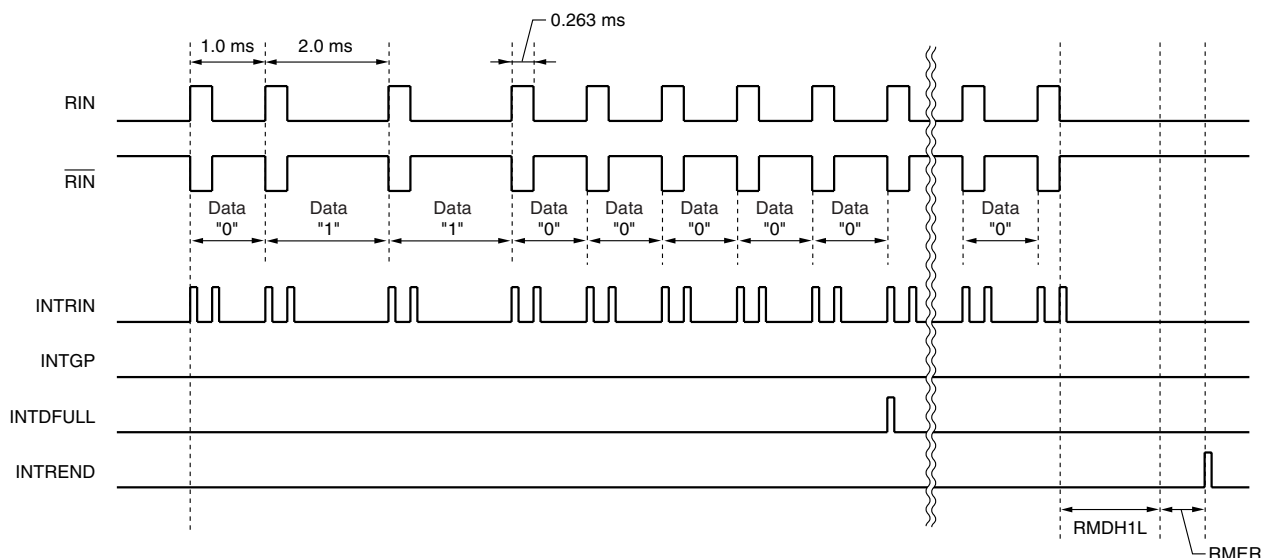 0.263 ms
1.0 ms
2.0 ms
RIN
RIN
Data
"0"
Data
"1"
Data
"1"
Data
"0"
Data
"0"
Data
"0"
Data
"0"
Data
"0"
Data
"0"
INTRIN
INTGP
INTDFULL
INTREND
RMDH1L
RMER